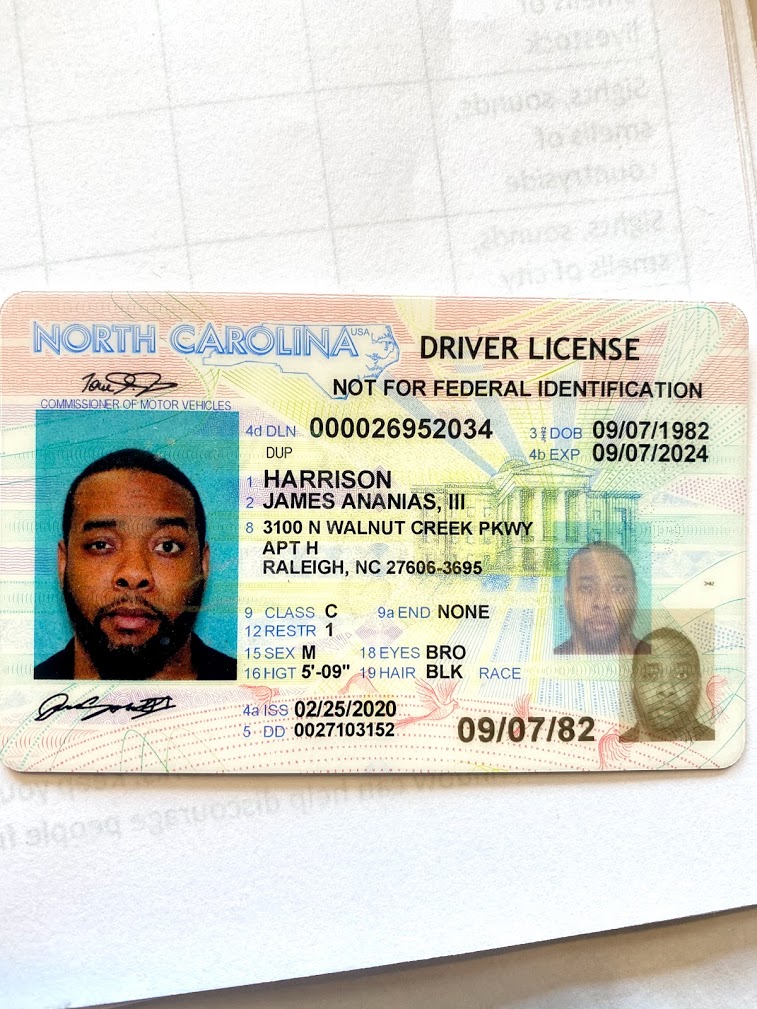 smells of
livestock
Sights, sounds,
smells of
countryside
Sights, sounds,
smells of city
NORTH CAROLINA USA
DRIVER LICENSE
NOT FOR FEDERAL IDENTIFICATION
COMMISSIONER OF MOTOR VEHICLES
4d DLN 000026952034 3 DOB 09/07/1982
DUP 4b EXP 09/07/2024
1 HARRISON
2 JAMES ANANIAS, III
8 3100 N WALNUT CREEK PKWY
APT H
RALEIGH, NC 27606-3695
9 CLASS C 9a END NONE
12 RESTR 1
15 SEX M 18 EYES BRO
16 HGT 5'-09" 19 HAIR BLK RACE
4a ISS 02/25/2020
5 DD 0027103152
09/07/82
can help discourage
people